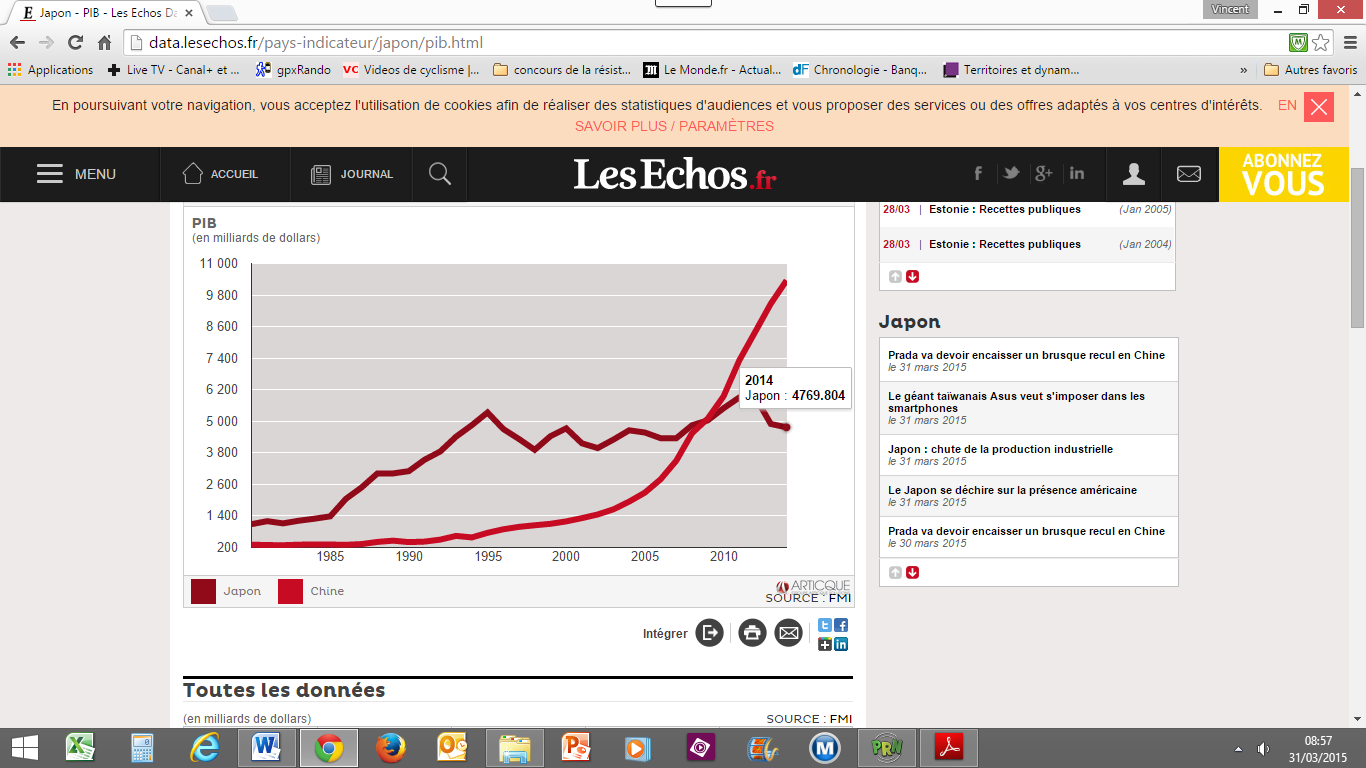 Japon - PIB - Les Echos Da
Vincent
data.lesechos.fr/pays-indicateur/japon/pib.html
Applications
Live TV - Canal+ et ...
gpxRando
VC Videos de cyclisme |...
concours de la résist...
Le Monde.fr - Actual...
dF Chronologie - Banq...
Territoires et dynam...
»
Autres favoris
En poursuivant votre navigation, vous acceptez l'utilisation de cookies afin de réaliser des statistiques d'audiences et vous proposer des services ou des offres adaptés à vos centres d'intérêts. EN
SAVOIR PLUS / PARAMÈTRES
MENU
ACCUEIL
JOURNAL
Les Echos.fr
ABONNEZ
VOUS
PIB
(en milliards de dollars)
11 000
9 800
8 600
7 400
6 200
5 000
3 800
2 600
1 400
200
1985
1990
1995
2000
2005
2010
2014
Japon : 4769.804
Japon
Chine
ARTICQUE
SOURCE : FMI
Intégrer
Toutes les données
(en milliards de dollars)
SOURCE : FMI
28/03 | Estonie : Recettes publiques (Jan 2005)
28/03 | Estonie : Recettes publiques (Jan 2004)
Japon
Prada va devoir encaisser un brusque recul en Chine
le 31 mars 2015
Le géant taïwanais Asus veut s'imposer dans les
smartphones
le 31 mars 2015
Japon : chute de la production industrielle
le 31 mars 2015
Le Japon se déchire sur la présence américaine
le 31 mars 2015
Prada va devoir encaisser un brusque recul en Chine
le 30 mars 2015
08:57
31/03/2015